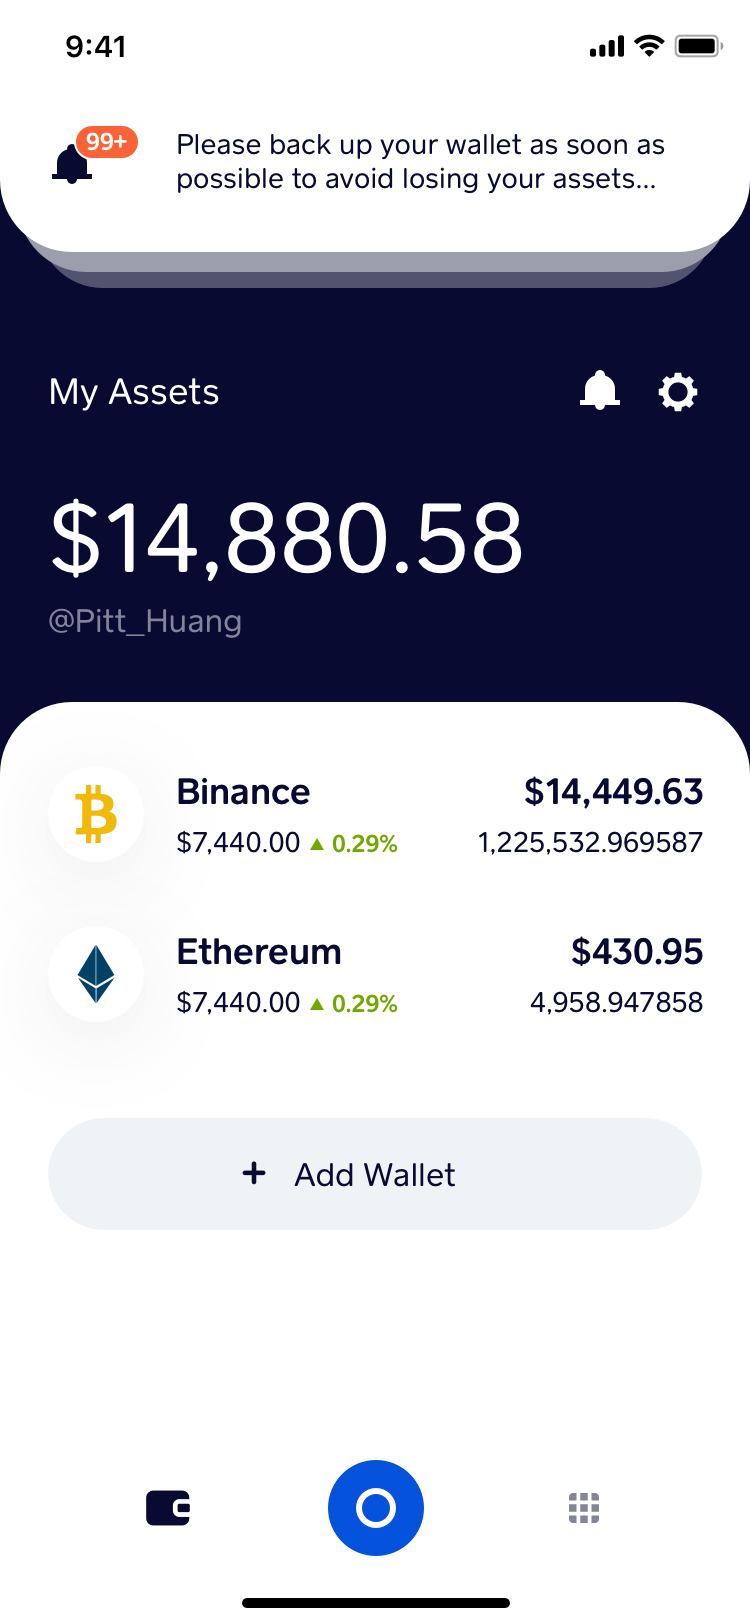 9:41
99+
Please back up your wallet as soon as
possible to avoid losing your assets...
My Assets
$14,880.58
@Pitt_Huang
Binance $14,449.63
$7,440.00 ▲ 0.29% 1,225,532.969587
Ethereum $430.95
$7,440.00 ▲ 0.29% 4,958.947858
+ Add Wallet